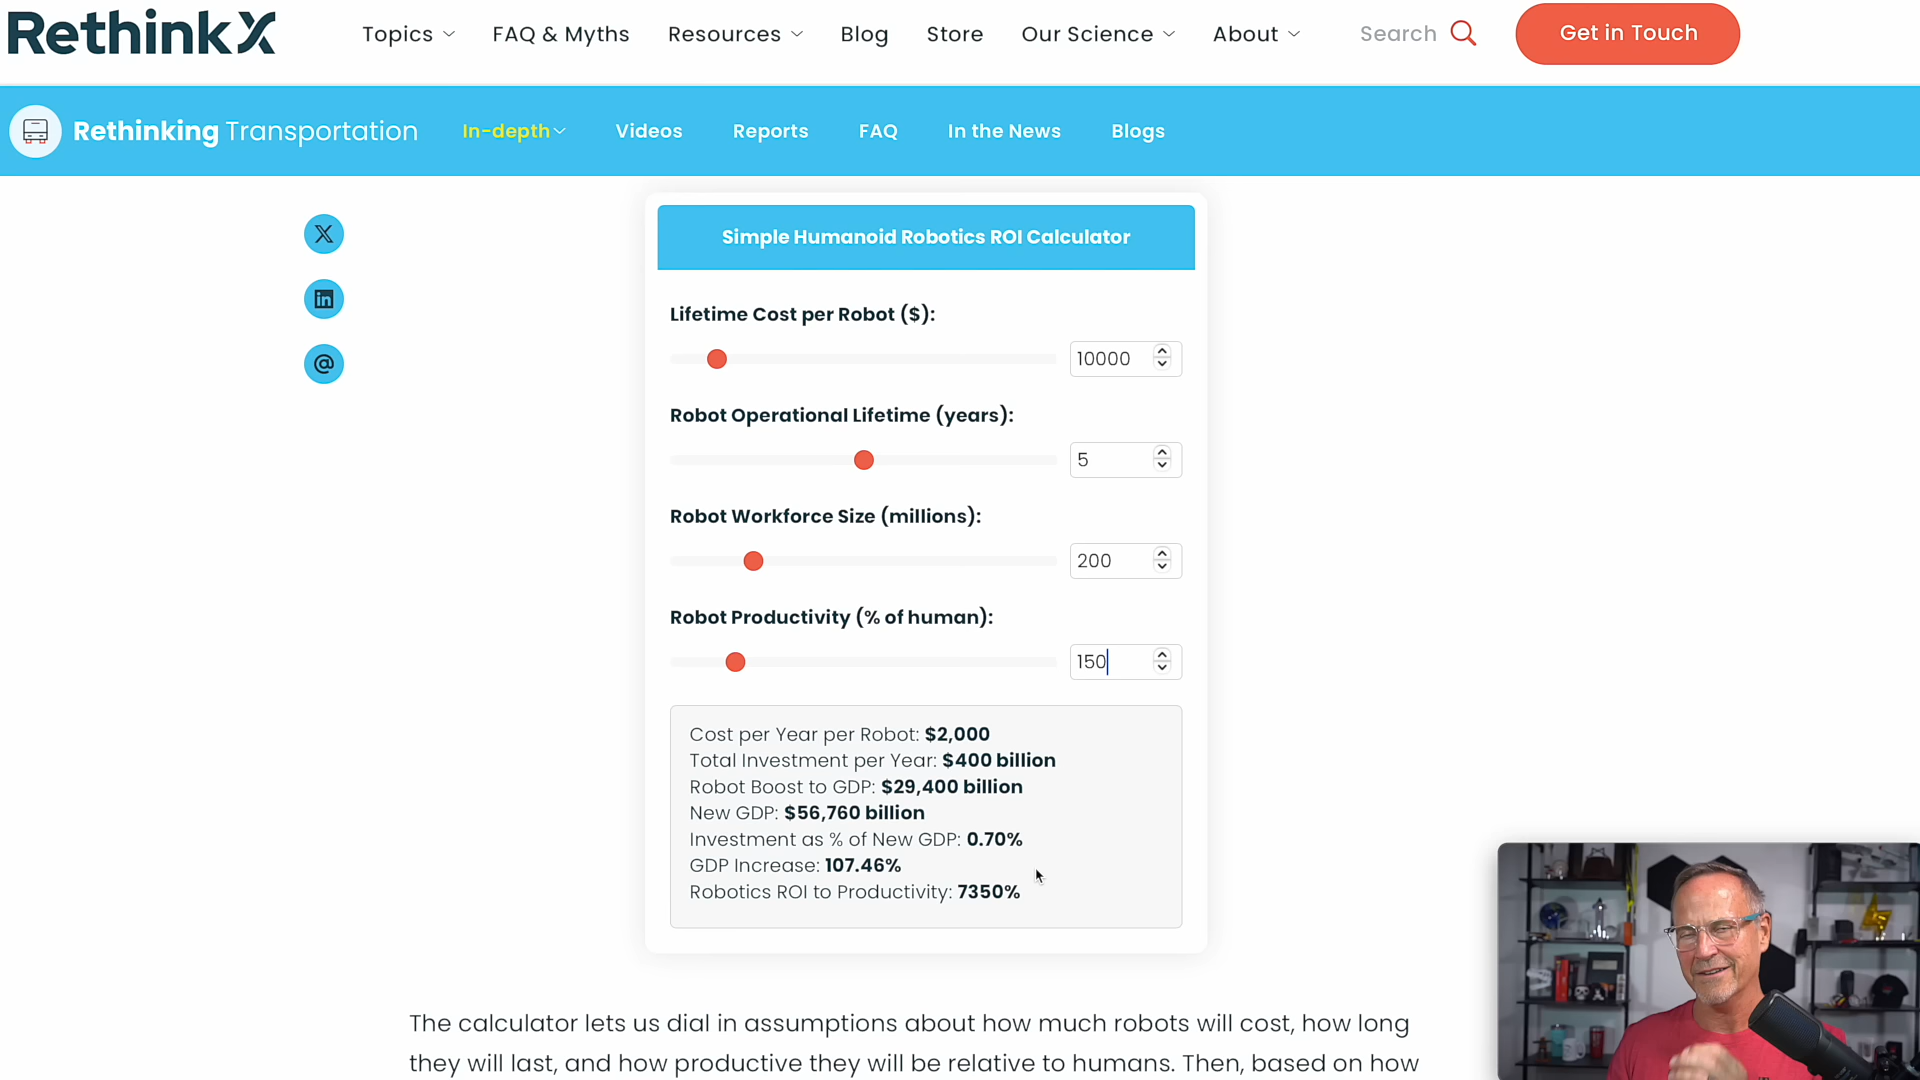 RethinkX
Topics FAQ & Myths Resources Blog Store Our Science About Search Get in Touch
Rethinking Transportation In-depth Videos Reports FAQ In the News Blogs
Simple Humanoid Robotics ROI Calculator
Lifetime Cost per Robot ($):
10000
Robot Operational Lifetime (years):
5
Robot Workforce Size (millions):
200
Robot Productivity (% of human):
150
Cost per Year per Robot: $2,000
Total Investment per Year: $400 billion
Robot Boost to GDP: $29,400 billion
New GDP: $56,760 billion
Investment as % of New GDP: 0.70%
GDP Increase: 107.46%
Robotics ROI to Productivity: 7350%
The calculator lets us dial in assumptions about how much robots will cost, how long
they will last, and how productive they will be relative to humans. Then, based on how